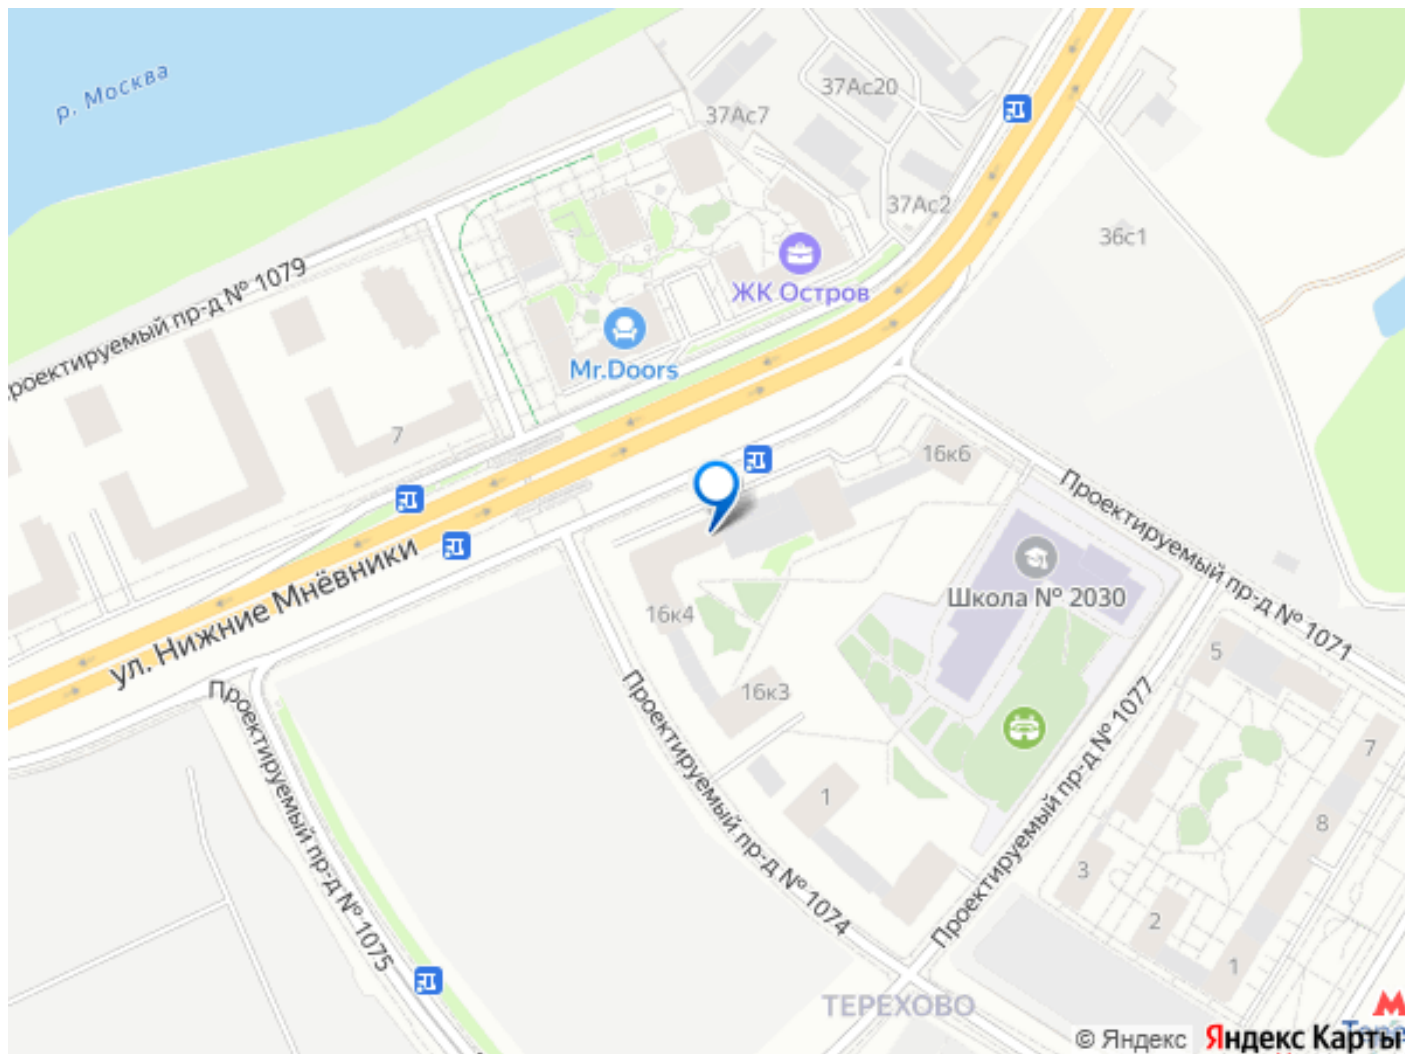 р. Москва
37Ас20
37Ас7
37Ас2
36с1
Проектируемый пр-д № 1079
ЖК Остров
Mr.Doors
7
16к6
Проектируемый пр-д № 1071
ул. Нижние Мнёвники
Школа № 2030
16к4
16к3
5
Проектируемый пр-д № 1075
Проектируемый пр-д № 1074
Проектируемый пр-д № 1077
7
1
8
3
2
1
ТЕРЕХОВО
© Яндекс Яндекс Карты